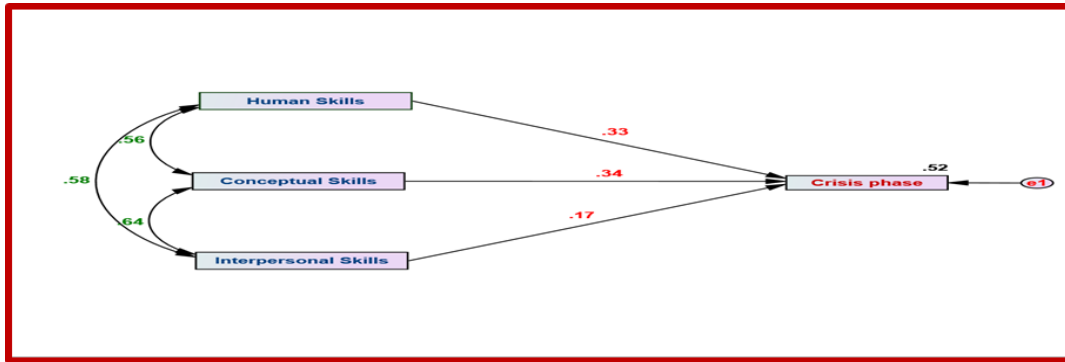 Human Skills
.56
.33
.58
Conceptual Skills
.34
.52
Crisis phase
e1
.64
.17
Interpersonal Skills